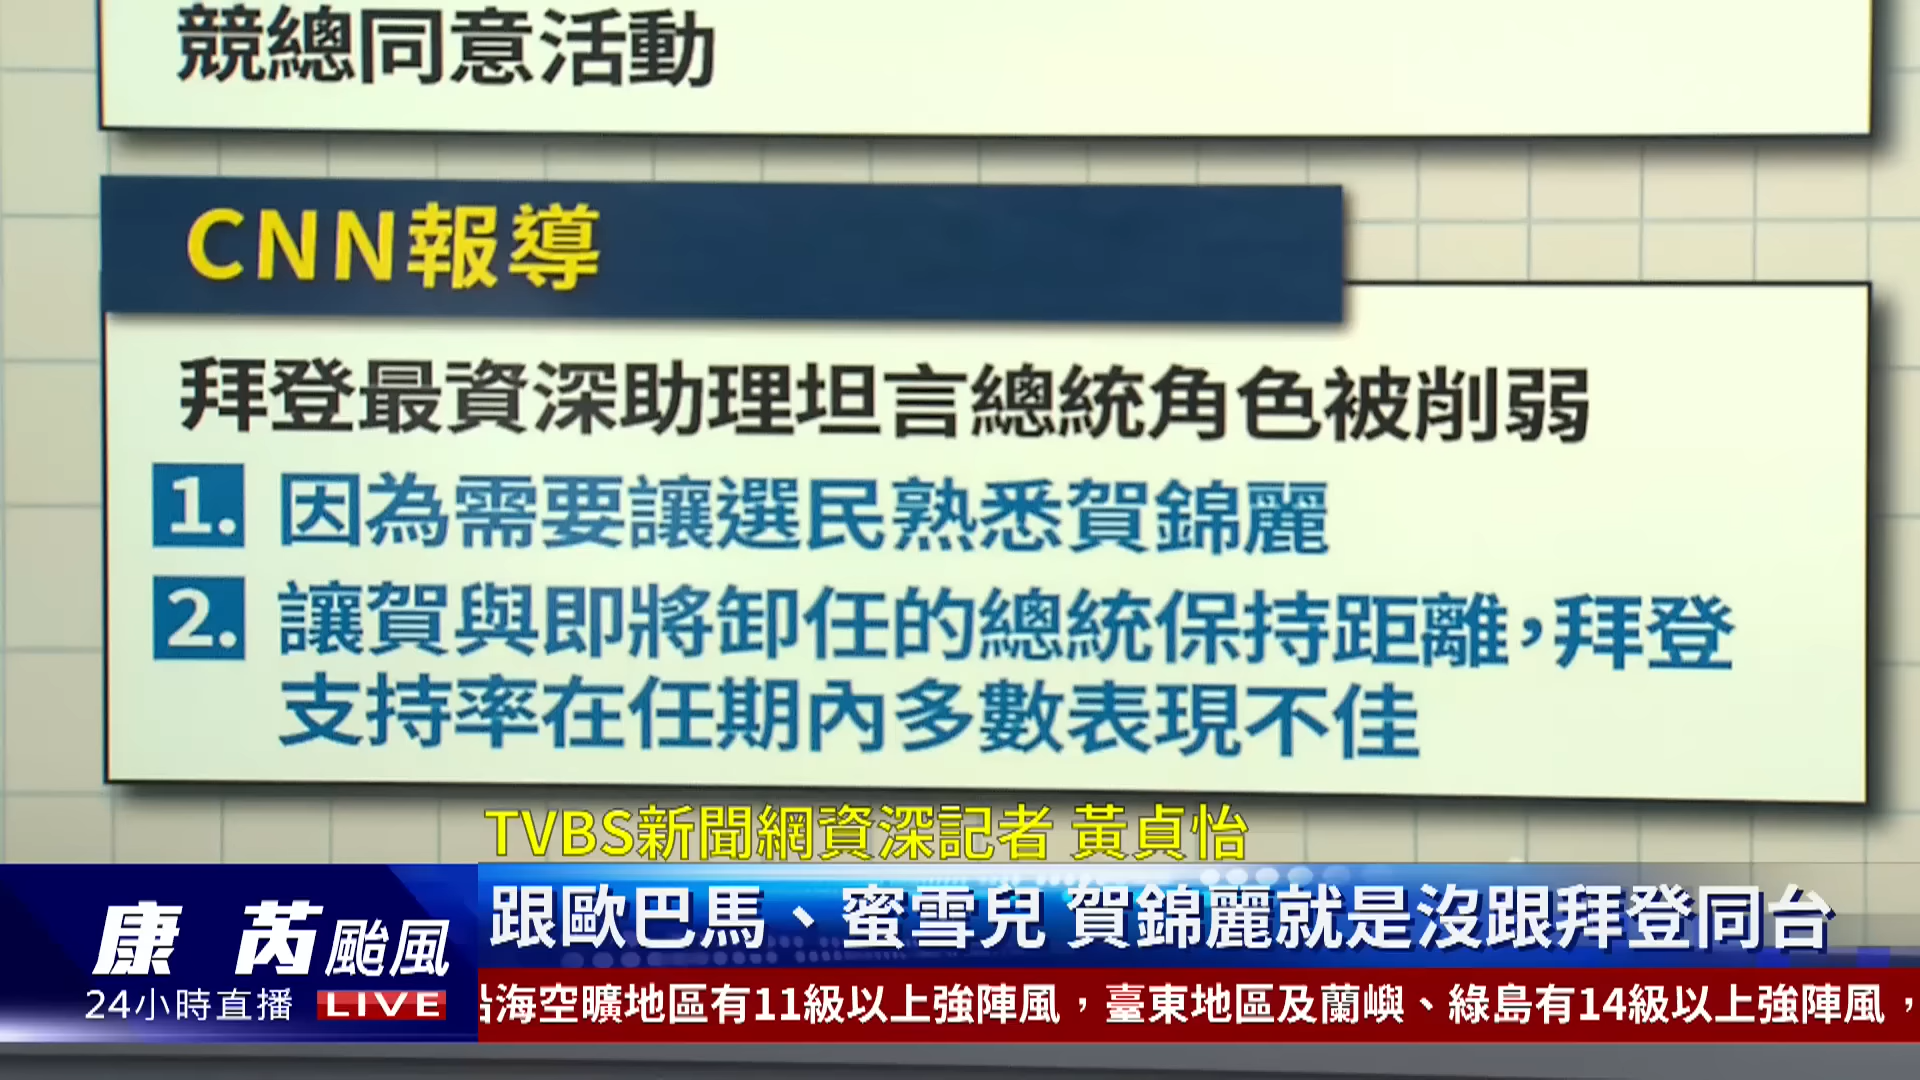 競總同意活動
CNN報導
拜登最資深助理坦言總統角色被削弱
1. 因為需要讓選民熟悉賀錦麗
2. 讓賀與即將卸任的總統保持距離,拜登
支持率在任期內多數表現不佳
TVBS新聞網資深記者 黃貞怡
跟歐巴馬、蜜雪兒 賀錦麗就是沒跟拜登同台
康芮颱風
24小時直播 LIVE
海空曠地區有11級以上強陣風，臺東地區及蘭嶼、綠島有14級以上強陣風，